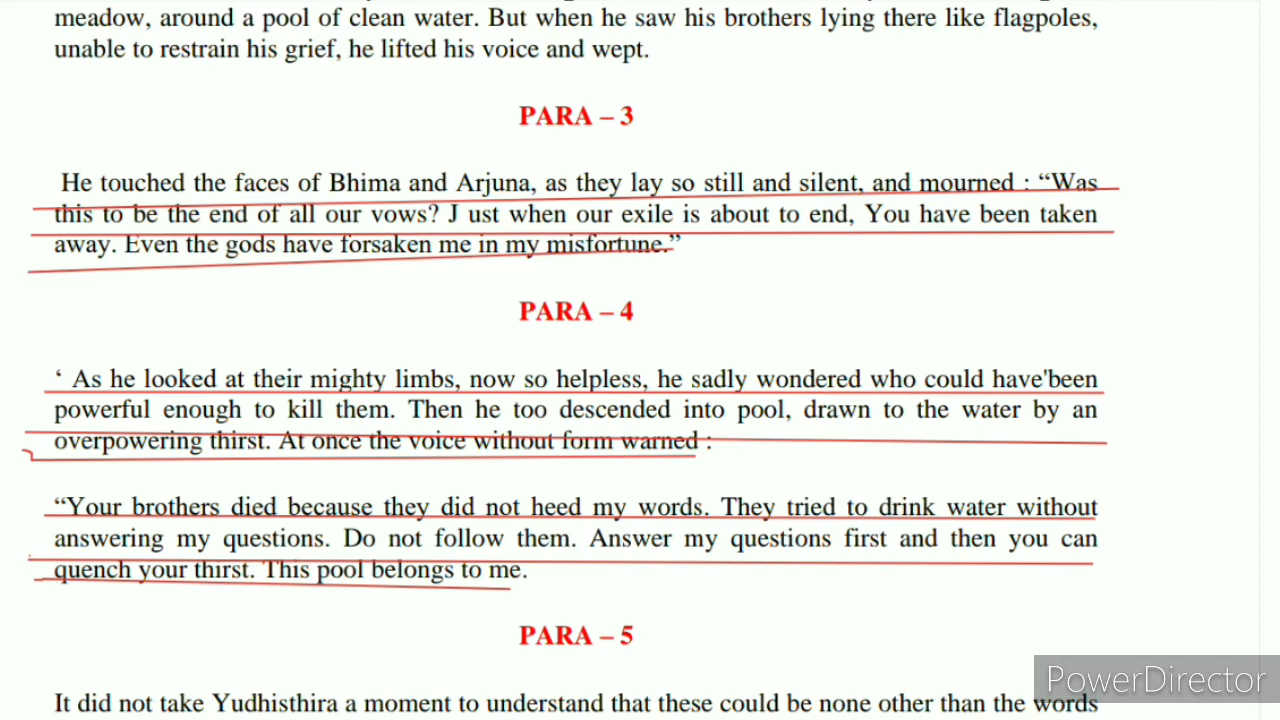 meadow, around a pool of clean water. But when he saw his brothers lying there like flagpoles,
unable to restrain his grief, he lifted his voice and wept.
PARA – 3
He touched the faces of Bhima and Arjuna, as they lay so still and silent, and mourned : “Was
this to be the end of all our vows? J ust when our exile is about to end, You have been taken
away. Even the gods have forsaken me in my misfortune.”
PARA – 4
‘ As he looked at their mighty limbs, now so helpless, he sadly wondered who could have'been
powerful enough to kill them. Then he too descended into pool, drawn to the water by an
overpowering thirst. At once the voice without form warned :
“Your brothers died because they did not heed my words. They tried to drink water without
answering my questions. Do not follow them. Answer my questions first and then you can
quench your thirst. This pool belongs to me.
PARA – 5
It did not take Yudhisthira a moment to understand that these could be none other than the words
PowerDirector